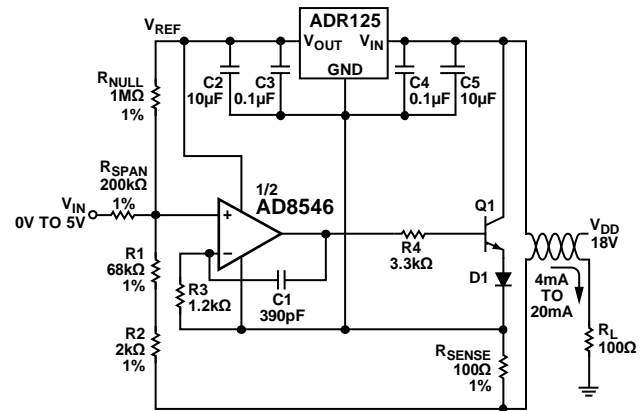 ADR125
VREF
VOUT VIN
GND
RNULL
1MΩ
1%
C2
10µF
C3
0.1µF
C4
0.1µF
C5
10µF
RSPAN
200kΩ
1%
VIN
0V TO 5V
1/2
AD8546
+
–
Q1
R4
3.3kΩ
VDD
18V
R1
68kΩ
1%
R3
1.2kΩ
C1
390pF
D1
4mA
TO
20mA
R2
2kΩ
1%
RSENSE
100Ω
1%
RL
100Ω